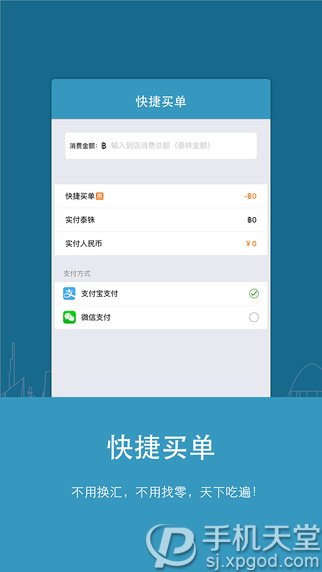 快捷买单
消费金额: ฿ 输入到店消费总额（泰铢金额）
快捷买单 惠 -฿0
实付泰铢 ฿0
实付人民币 ¥0
支付方式
支付宝支付
微信支付
快捷买单
不用换汇，不用找零，天下吃遍！
手机天堂
sj.xpgod.com